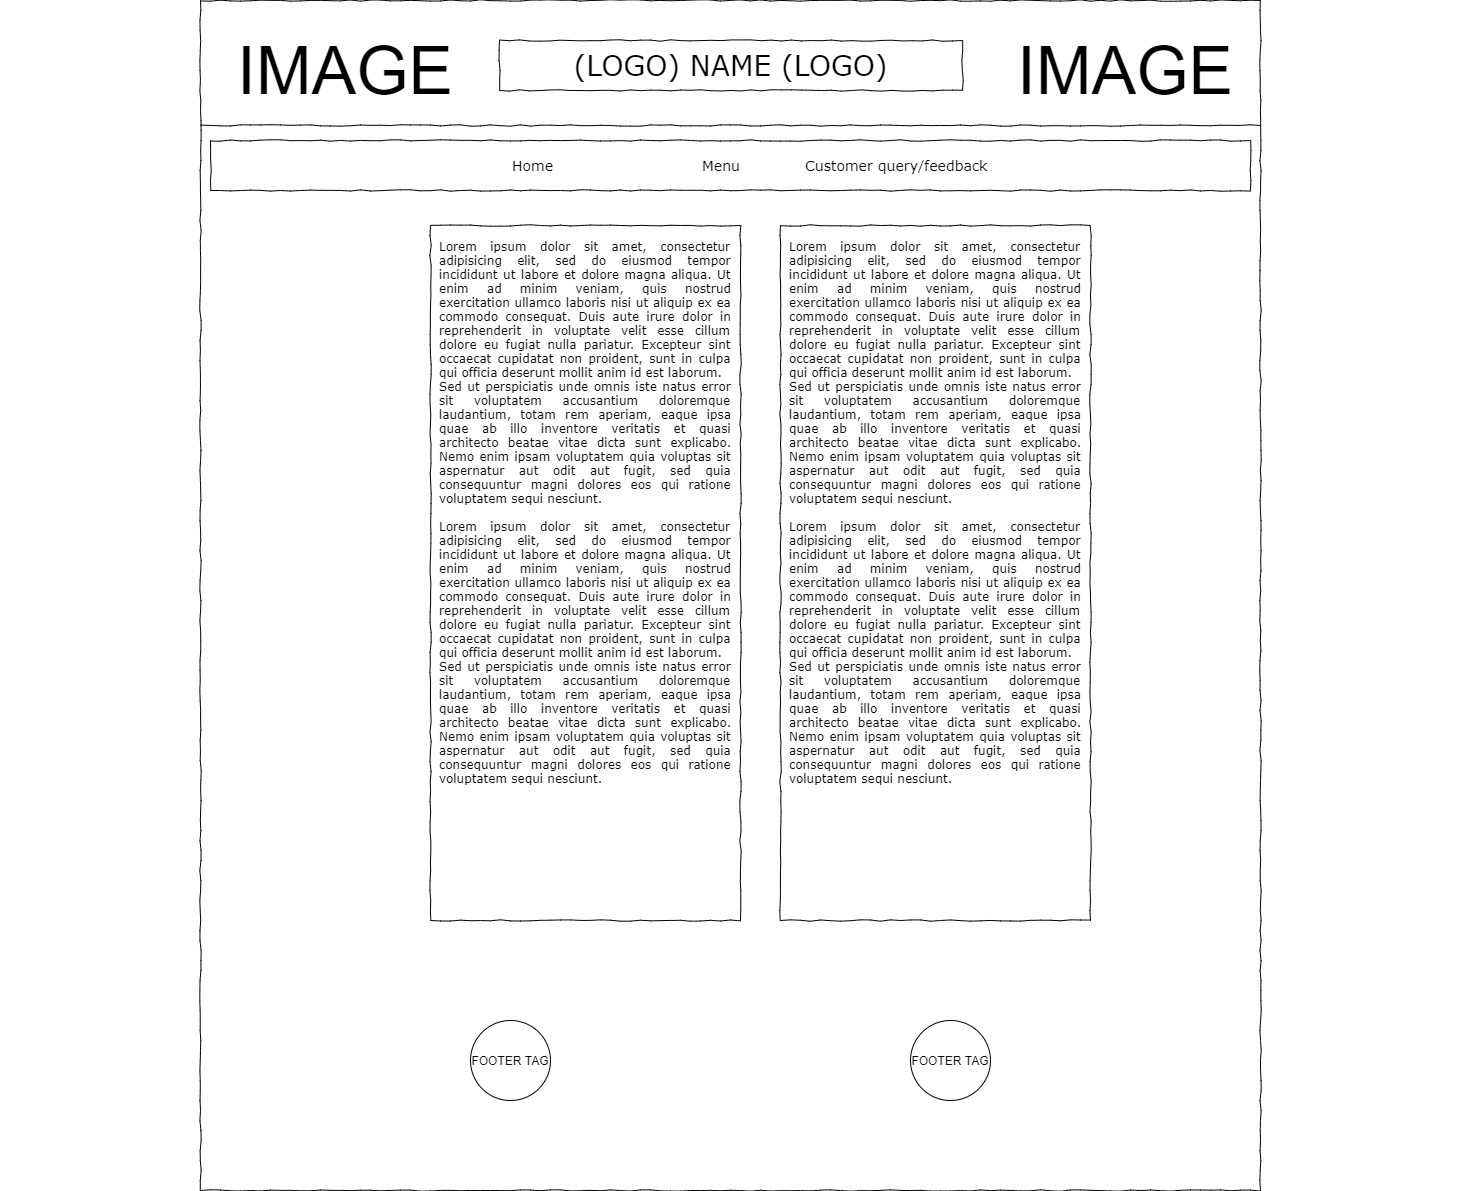 IMAGE
(LOGO) NAME (LOGO)
IMAGE
Home
Menu
Customer query/feedback
Lorem ipsum dolor sit amet, consectetur
adipisicing elit, sed do eiusmod tempor
incididunt ut labore et dolore magna aliqua. Ut
enim ad minim veniam, quis nostrud
exercitation ullamco laboris nisi ut aliquip ex ea
commodo consequat. Duis aute irure dolor in
reprehenderit in voluptate velit esse cillum
dolore eu fugiat nulla pariatur. Excepteur sint
occaecat cupidatat non proident, sunt in culpa
qui officia deserunt mollit anim id est laborum.
Sed ut perspiciatis unde omnis iste natus error
sit voluptatem accusantium doloremque
laudantium, totam rem aperiam, eaque ipsa
quae ab illo inventore veritatis et quasi
architecto beatae vitae dicta sunt explicabo.
Nemo enim ipsam voluptatem quia voluptas sit
aspernatur aut odit aut fugit, sed quia
consequuntur magni dolores eos qui ratione
voluptatem sequi nesciunt.
Lorem ipsum dolor sit amet, consectetur
adipisicing elit, sed do eiusmod tempor
incididunt ut labore et dolore magna aliqua. Ut
enim ad minim veniam, quis nostrud
exercitation ullamco laboris nisi ut aliquip ex ea
commodo consequat. Duis aute irure dolor in
reprehenderit in voluptate velit esse cillum
dolore eu fugiat nulla pariatur. Excepteur sint
occaecat cupidatat non proident, sunt in culpa
qui officia deserunt mollit anim id est laborum.
Sed ut perspiciatis unde omnis iste natus error
sit voluptatem accusantium doloremque
laudantium, totam rem aperiam, eaque ipsa
quae ab illo inventore veritatis et quasi
architecto beatae vitae dicta sunt explicabo.
Nemo enim ipsam voluptatem quia voluptas sit
aspernatur aut odit aut fugit, sed quia
consequuntur magni dolores eos qui ratione
voluptatem sequi nesciunt.
Lorem ipsum dolor sit amet, consectetur
adipisicing elit, sed do eiusmod tempor
incididunt ut labore et dolore magna aliqua. Ut
enim ad minim veniam, quis nostrud
exercitation ullamco laboris nisi ut aliquip ex ea
commodo consequat. Duis aute irure dolor in
reprehenderit in voluptate velit esse cillum
dolore eu fugiat nulla pariatur. Excepteur sint
occaecat cupidatat non proident, sunt in culpa
qui officia deserunt mollit anim id est laborum.
Sed ut perspiciatis unde omnis iste natus error
sit voluptatem accusantium doloremque
laudantium, totam rem aperiam, eaque ipsa
quae ab illo inventore veritatis et quasi
architecto beatae vitae dicta sunt explicabo.
Nemo enim ipsam voluptatem quia voluptas sit
aspernatur aut odit aut fugit, sed quia
consequuntur magni dolores eos qui ratione
voluptatem sequi nesciunt.
Lorem ipsum dolor sit amet, consectetur
adipisicing elit, sed do eiusmod tempor
incididunt ut labore et dolore magna aliqua. Ut
enim ad minim veniam, quis nostrud
exercitation ullamco laboris nisi ut aliquip ex ea
commodo consequat. Duis aute irure dolor in
reprehenderit in voluptate velit esse cillum
dolore eu fugiat nulla pariatur. Excepteur sint
occaecat cupidatat non proident, sunt in culpa
qui officia deserunt mollit anim id est laborum.
Sed ut perspiciatis unde omnis iste natus error
sit voluptatem accusantium doloremque
laudantium, totam rem aperiam, eaque ipsa
quae ab illo inventore veritatis et quasi
architecto beatae vitae dicta sunt explicabo.
Nemo enim ipsam voluptatem quia voluptas sit
aspernatur aut odit aut fugit, sed quia
consequuntur magni dolores eos qui ratione
voluptatem sequi nesciunt.
FOOTER TAG
FOOTER TAG